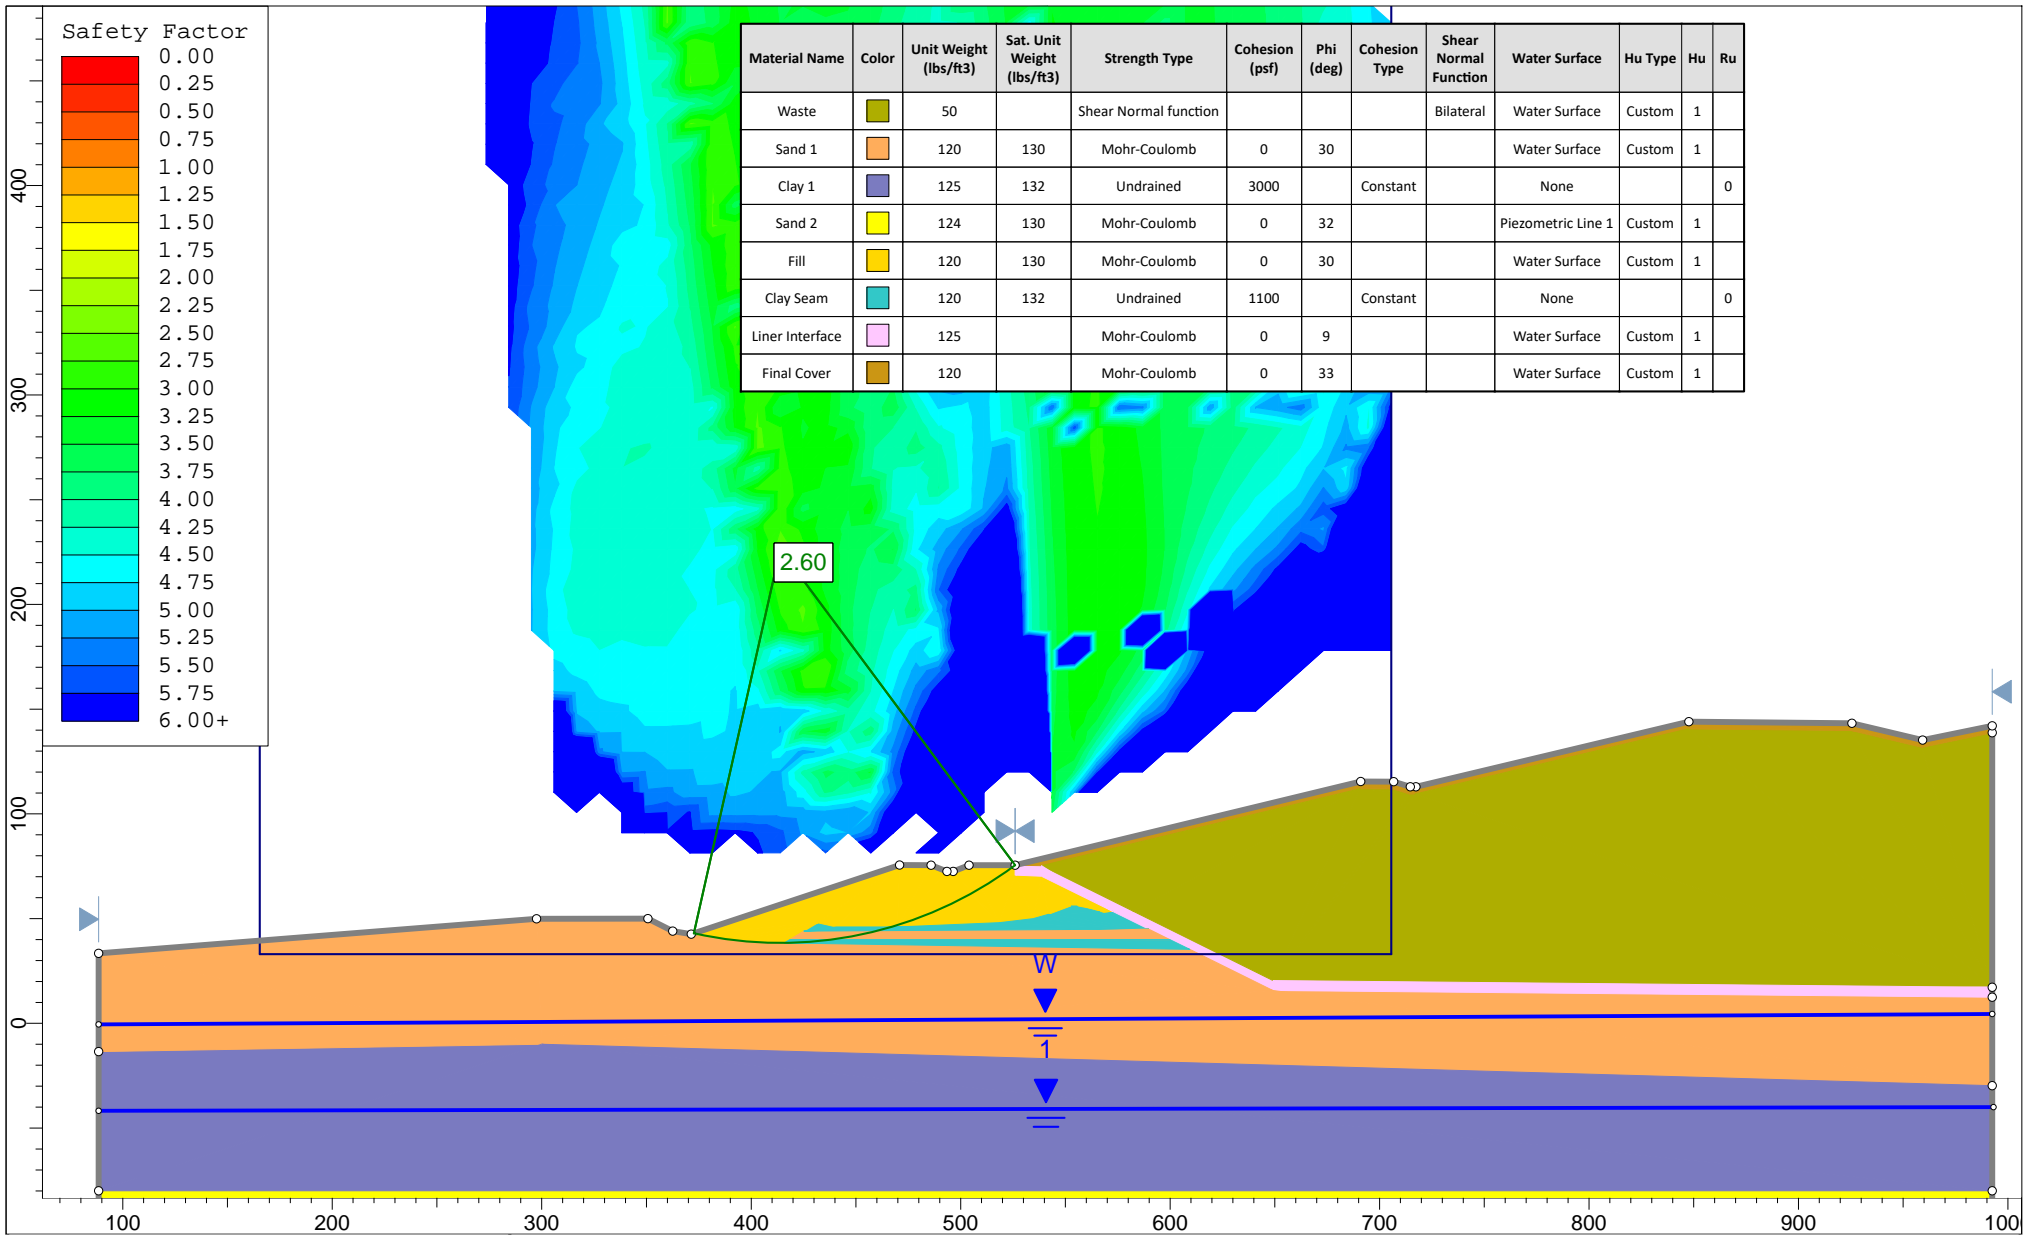 Safety Factor
0.00
0.25
0.50
0.75
1.00
1.25
1.50
1.75
2.00
2.25
2.50
2.75
3.00
3.25
3.50
3.75
4.00
4.25
4.50
4.75
5.00
5.25
5.50
5.75
6.00+
Material Name Color Unit Weight (lbs/ft3) Sat. Unit Weight (lbs/ft3) Strength Type Cohesion (psf) Phi (deg) Cohesion Type Shear Normal Function Water Surface Hu Type Hu Ru
Waste 50 Shear Normal function Bilateral Water Surface Custom 1
Sand 1 120 130 Mohr-Coulomb 0 30 Water Surface Custom 1
Clay 1 125 132 Undrained 3000 Constant None 0
Sand 2 124 130 Mohr-Coulomb 0 32 Piezometric Line 1 Custom 1
Fill 120 130 Mohr-Coulomb 0 30 Water Surface Custom 1
Clay Seam 120 132 Undrained 1100 Constant None 0
Liner Interface 125 Mohr-Coulomb 0 9 Water Surface Custom 1
Final Cover 120 Mohr-Coulomb 0 33 Water Surface Custom 1
2.60
W
1
400
300
200
100
0
100 200 300 400 500 600 700 800 900 100